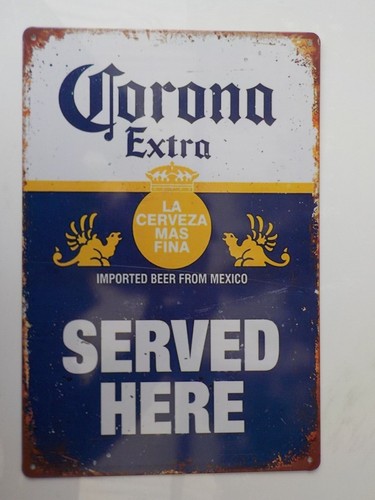 Corona
Extra
LA
CERVEZA
MAS
FINA
IMPORTED BEER FROM MEXICO
SERVED
HERE